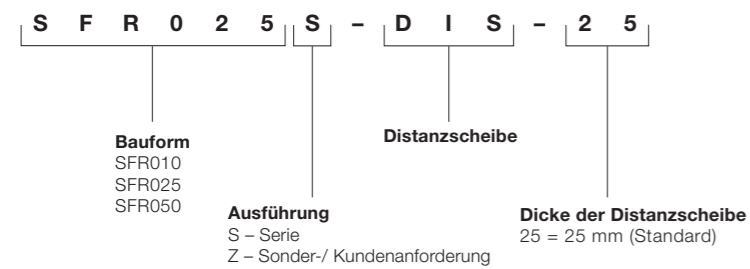 S F R 0 2 5 S – D I S – 2 5
Bauform
SFR010
SFR025
SFR050
Distanzscheibe
Ausführung
S – Serie
Z – Sonder-/ Kundenanforderung
Dicke der Distanzscheibe
25 = 25 mm (Standard)